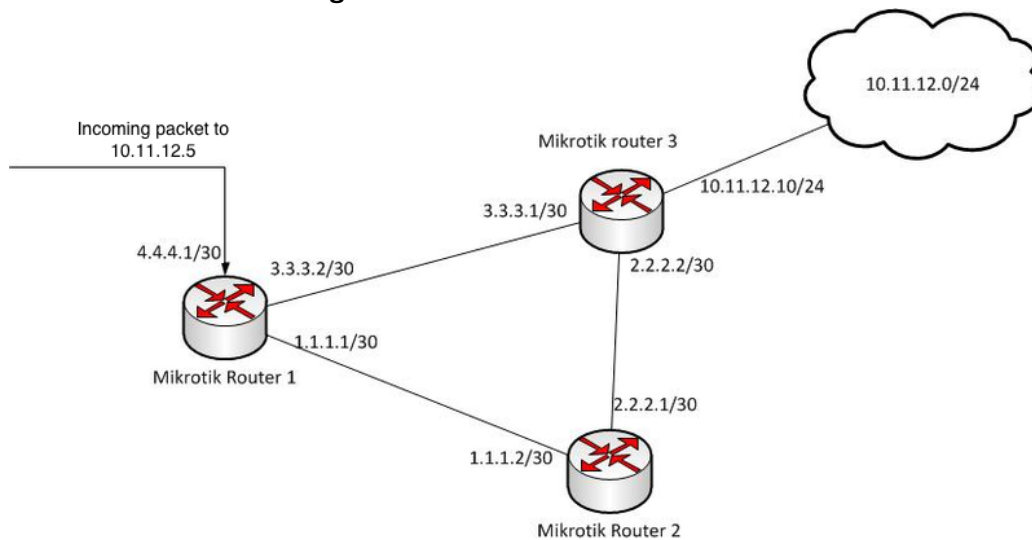 g
10.11.12.0/24
Incoming packet to
10.11.12.5
Mikrotik router 3
10.11.12.10/24
3.3.3.1/30
4.4.4.1/30
3.3.3.2/30
2.2.2.2/30
1.1.1.1/30
Mikrotik Router 1
2.2.2.1/30
1.1.1.2/30
Mikrotik Router 2